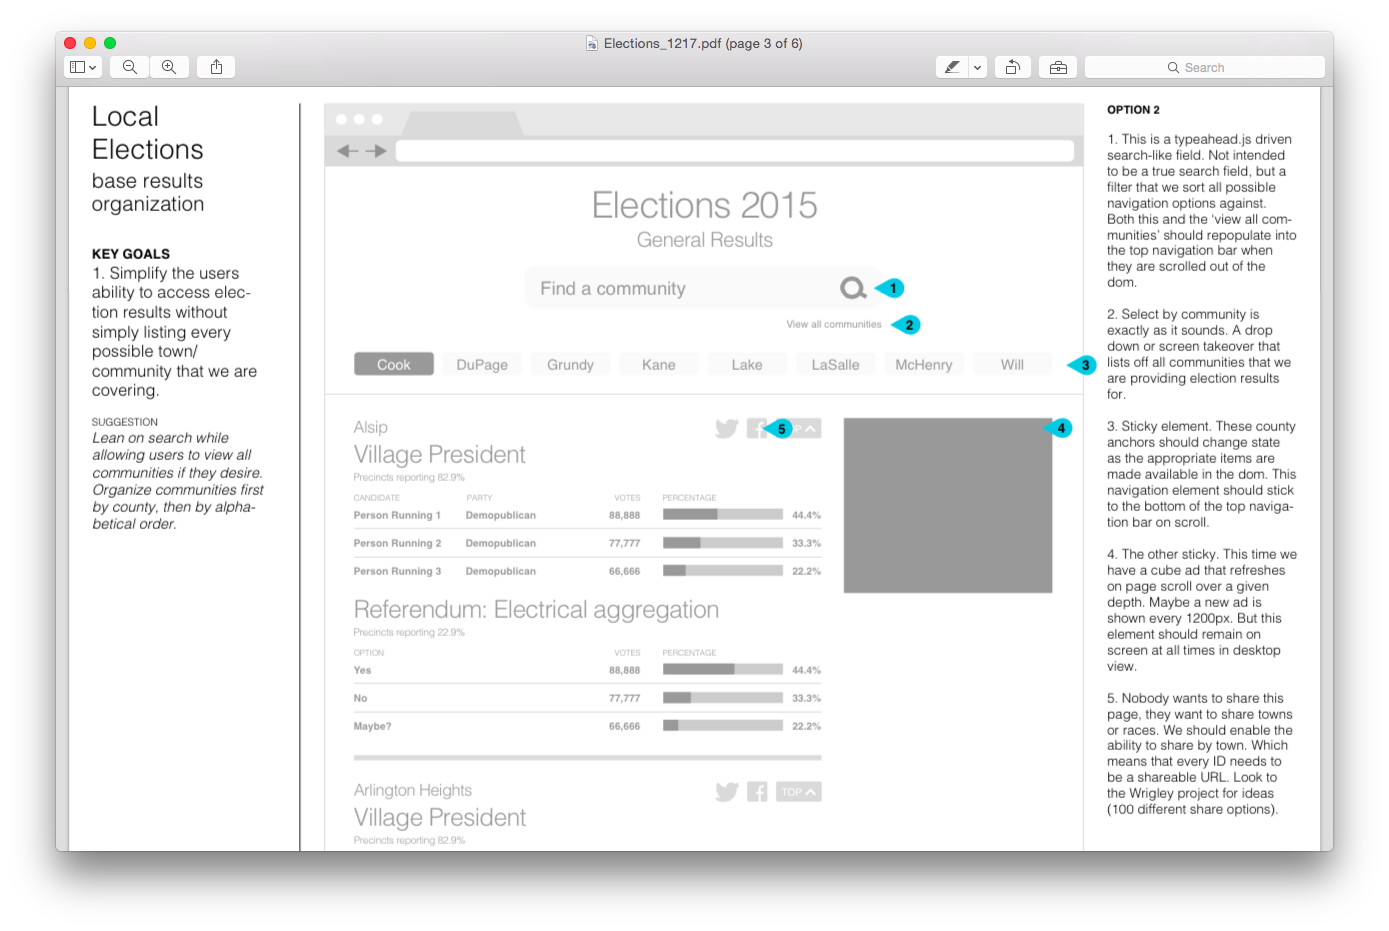 Elections_1217.pdf (page 3 of 6)
Search
Local
Elections
base results
organization
KEY GOALS
1. Simplify the users
ability to access elec-
tion results without
simply listing every
possible town/
community that we are
covering.
SUGGESTION
Lean on search while
allowing users to view all
communities if they desire.
Organize communities first
by county, then by alpha-
betical order.
Elections 2015
General Results
Find a community
1
View all communities
2
Cook DuPage Grundy Kane Lake LaSalle McHenry Will
3
Alsip
5
4
Village President
Precincts reporting 82.9%
CANDIDATE PARTY VOTES PERCENTAGE
Person Running 1 Demopublican 88,888 44.4%
Person Running 2 Demopublican 77,777 33.3%
Person Running 3 Demopublican 66,666 22.2%
Referendum: Electrical aggregation
Precincts reporting 22.9%
OPTION VOTES PERCENTAGE
Yes 88,888 44.4%
No 77,777 33.3%
Maybe? 66,666 22.2%
Arlington Heights
TOP
Village President
Precincts reporting 82.9%
OPTION 2
1. This is a typeahead.js driven
search-like field. Not intended
to be a true search field, but a
filter that we sort all possible
navigation options against.
Both this and the ‘view all com-
munities’ should repopulate into
the top navigation bar when
they are scrolled out of the
dom.
2. Select by community is
exactly as it sounds. A drop
down or screen takeover that
lists off all communities that we
are providing election results
for.
3. Sticky element. These county
anchors should change state
as the appropriate items are
made available in the dom. This
navigation element should stick
to the bottom of the top naviga-
tion bar on scroll.
4. The other sticky. This time we
have a cube ad that refreshes
on page scroll over a given
depth. Maybe a new ad is
shown every 1200px. But this
element should remain on
screen at all times in desktop
view.
5. Nobody wants to share this
page, they want to share towns
or races. We should enable the
ability to share by town. Which
means that every ID needs to
be a shareable URL. Look to
the Wrigley project for ideas
(100 different share options).